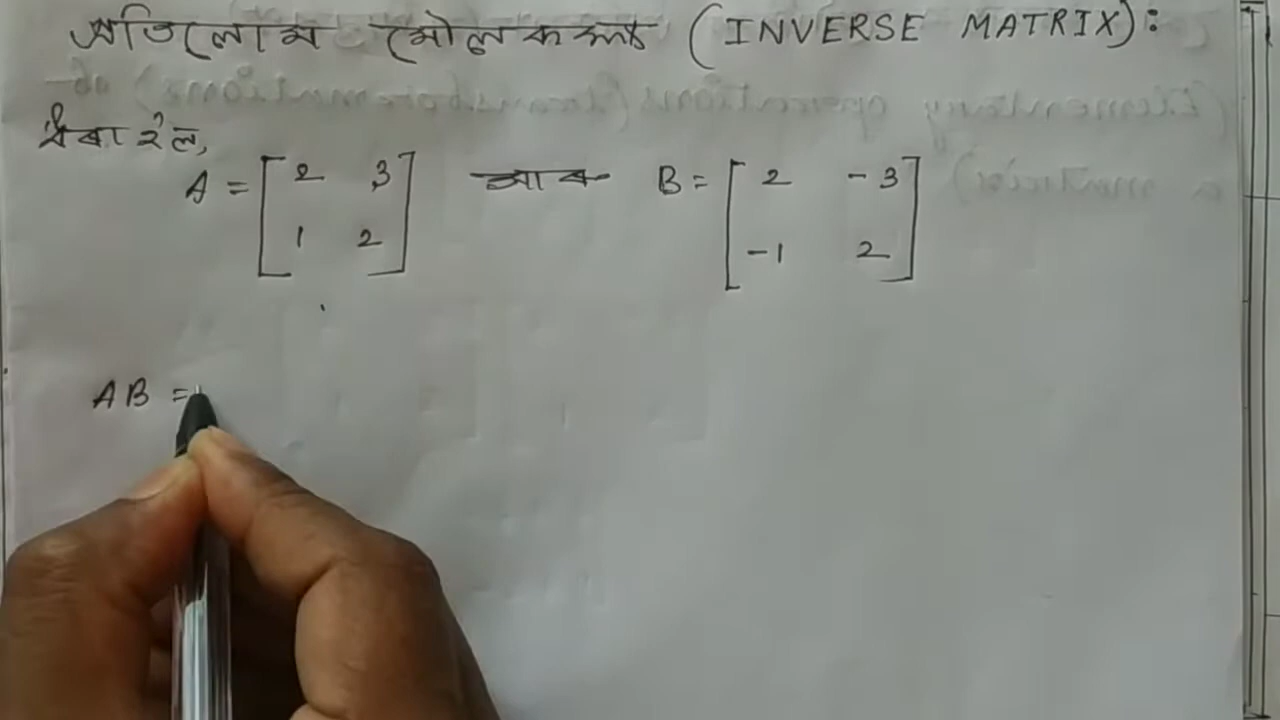 প্ৰতিলোম মৌলকক্ষ (INVERSE MATRIX):
ধৰা হ'ল,
A = [ 2 3 ] আৰু B = [ 2 -3 ]
[ 1 2 ] [ -1 2 ]
AB =